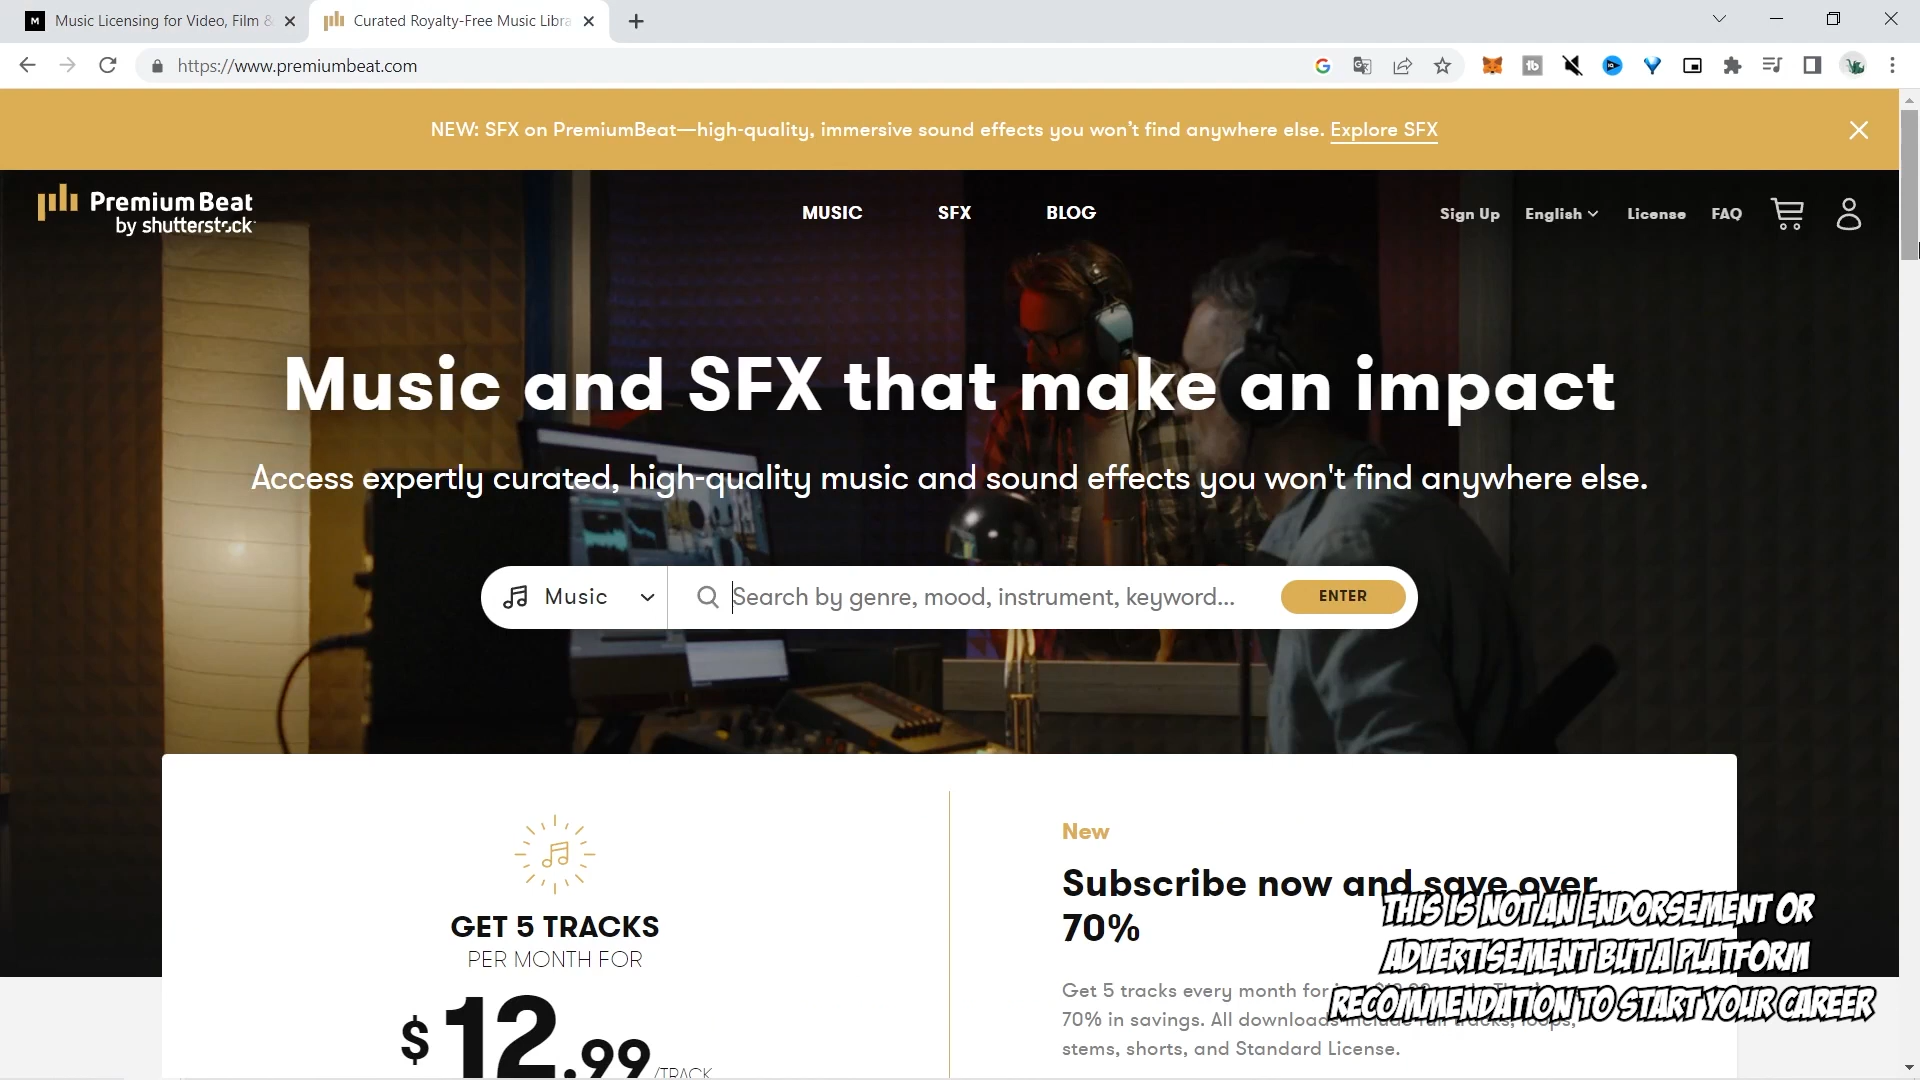 Music Licensing for Video, Film &
Curated Royalty-Free Music Libra
https://www.premiumbeat.com
NEW: SFX on PremiumBeat—high-quality, immersive sound effects you won't find anywhere else. Explore SFX
PremiumBeat
by shutterstock
MUSIC
SFX
BLOG
Sign Up
English
License
FAQ
Music and SFX that make an impact
Access expertly curated, high-quality music and sound effects you won't find anywhere else.
Music
Search by genre, mood, instrument, keyword...
ENTER
GET 5 TRACKS
PER MONTH FOR
$12.99/TRACK
New
Subscribe now and save over
70%
Get 5 tracks every month for
70% in savings. All downloads include full tracks, loops,
stems, shorts, and Standard License.
THIS IS NOT AN ENDORSEMENT OR
ADVERTISEMENT BUT A PLATFORM
RECOMMENDATION TO START YOUR CAREER